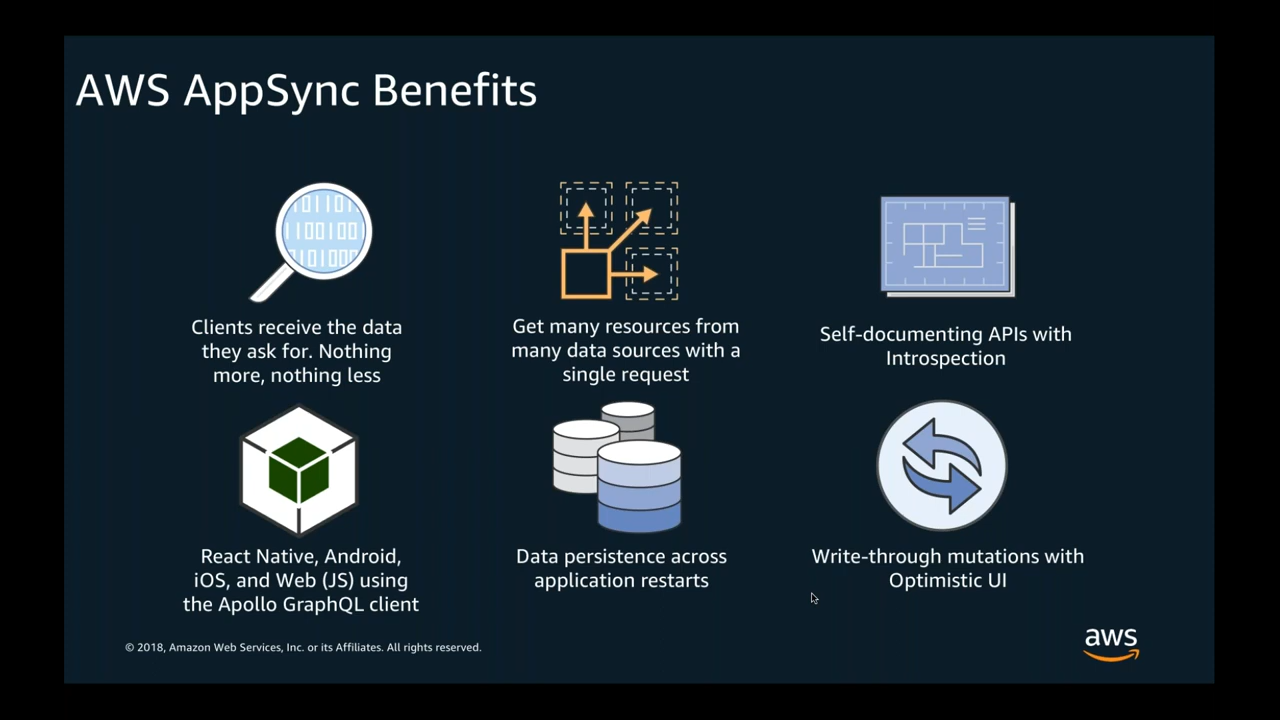 AWS AppSync Benefits
101101
1100100
101000
Clients receive the data
they ask for. Nothing
more, nothing less
Get many resources from
many data sources with a
single request
Self-documenting APIs with
Introspection
React Native, Android,
iOS, and Web (JS) using
the Apollo GraphQL client
Data persistence across
application restarts
Write-through mutations with
Optimistic UI
© 2018, Amazon Web Services, Inc. or its Affiliates. All rights reserved.
aws